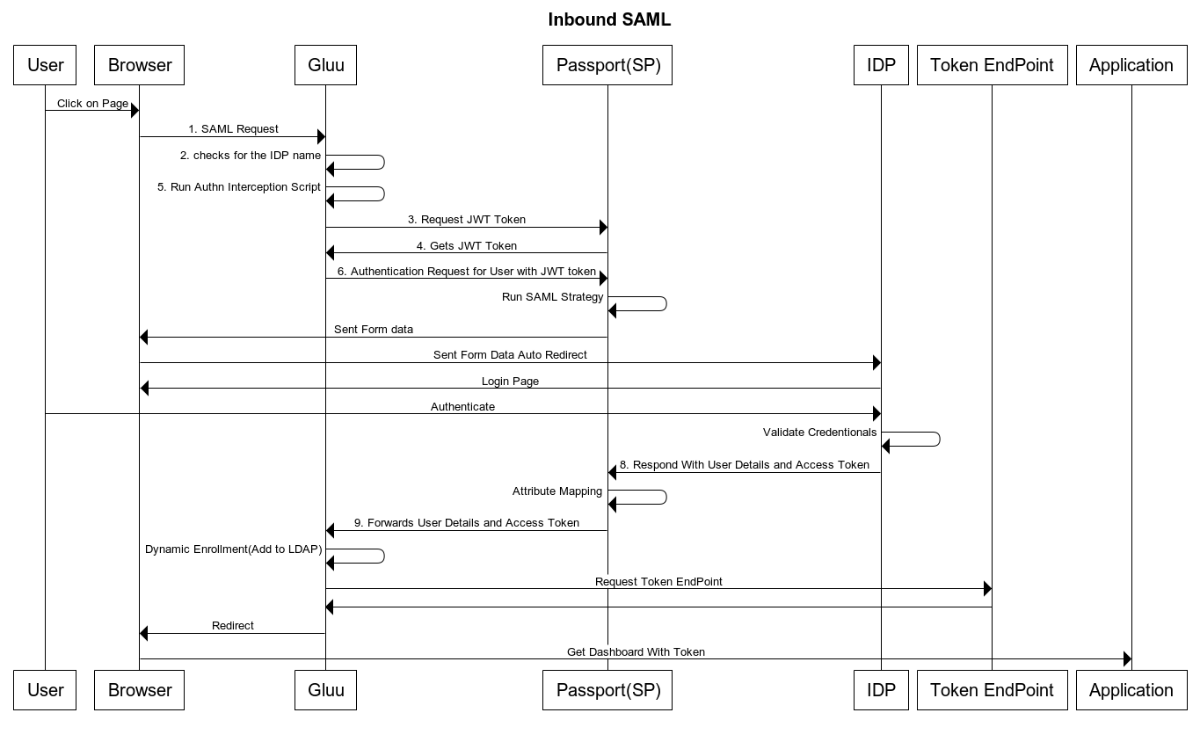 Inbound SAML
User Browser Gluu Passport(SP) IDP Token EndPoint Application
Click on Page
1. SAML Request
2. checks for the IDP name
5. Run Authn Interception Script
3. Request JWT Token
4. Gets JWT Token
6. Authentication Request for User with JWT token
Run SAML Strategy
Sent Form data
Sent Form Data Auto Redirect
Login Page
Authenticate
Validate Credentionals
8. Respond With User Details and Access Token
Attribute Mapping
9. Forwards User Details and Access Token
Dynamic Enrollment(Add to LDAP)
Request Token EndPoint
Redirect
Get Dashboard With Token
User Browser Gluu Passport(SP) IDP Token EndPoint Application